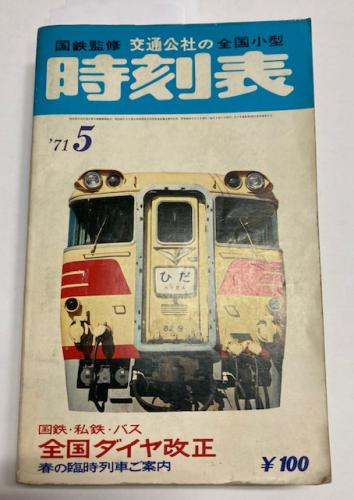 国鉄監修 交通公社の 全国小型
時刻表
'71 5
ひだ
国鉄・私鉄・バス
全国ダイヤ改正
春の臨時列車ご案内
¥100